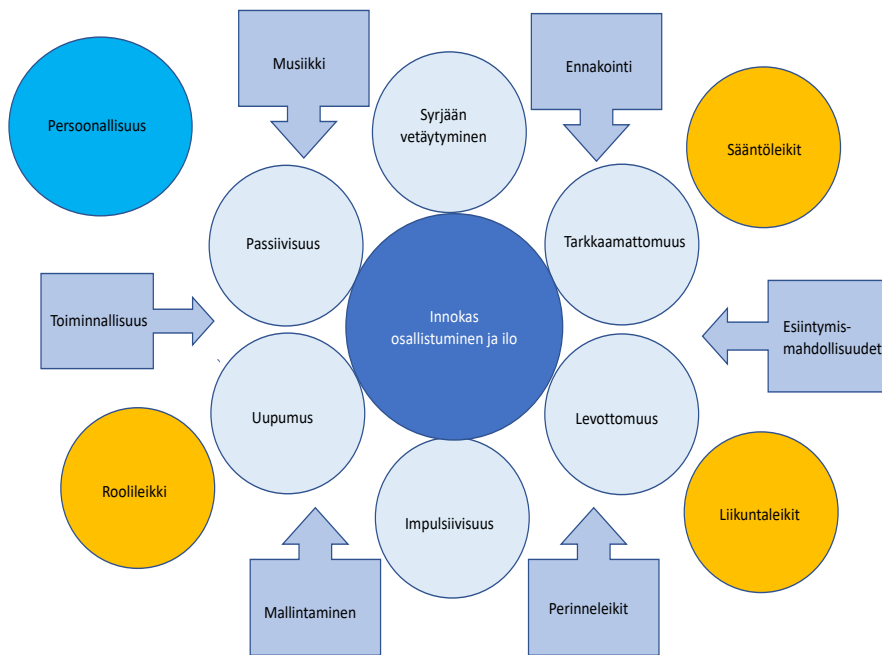 Musiikki
Ennakointi
Syrjään
vetäytyminen
Persoonallisuus
Sääntöleikit
Passiivisuus
Tarkkaamattomuus
Innokas
osallistuminen ja ilo
Toiminnallisuus
Esiintymis-
mahdollisuudet
Uupumus
Levottomuus
Roolileikki
Impulsiivisuus
Liikuntaleikit
Mallintaminen
Perinneleikit